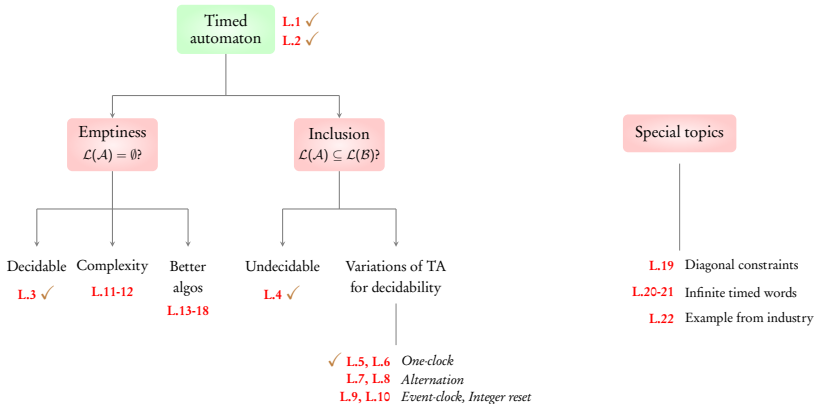 Timed
automaton
L.1 ✓
L.2 ✓
Emptiness
ℒ(𝒜) = ∅?
Inclusion
ℒ(𝒜) ⊆ ℒ(ℬ)?
Special topics
Decidable
L.3 ✓
Complexity
L.11-12
Better
algos
L.13-18
Undecidable
L.4 ✓
Variations of TA
for decidability
✓ L.5, L.6 One-clock
L.7, L.8 Alternation
L.9, L.10 Event-clock, Integer reset
L.19 Diagonal constraints
L.20-21 Infinite timed words
L.22 Example from industry